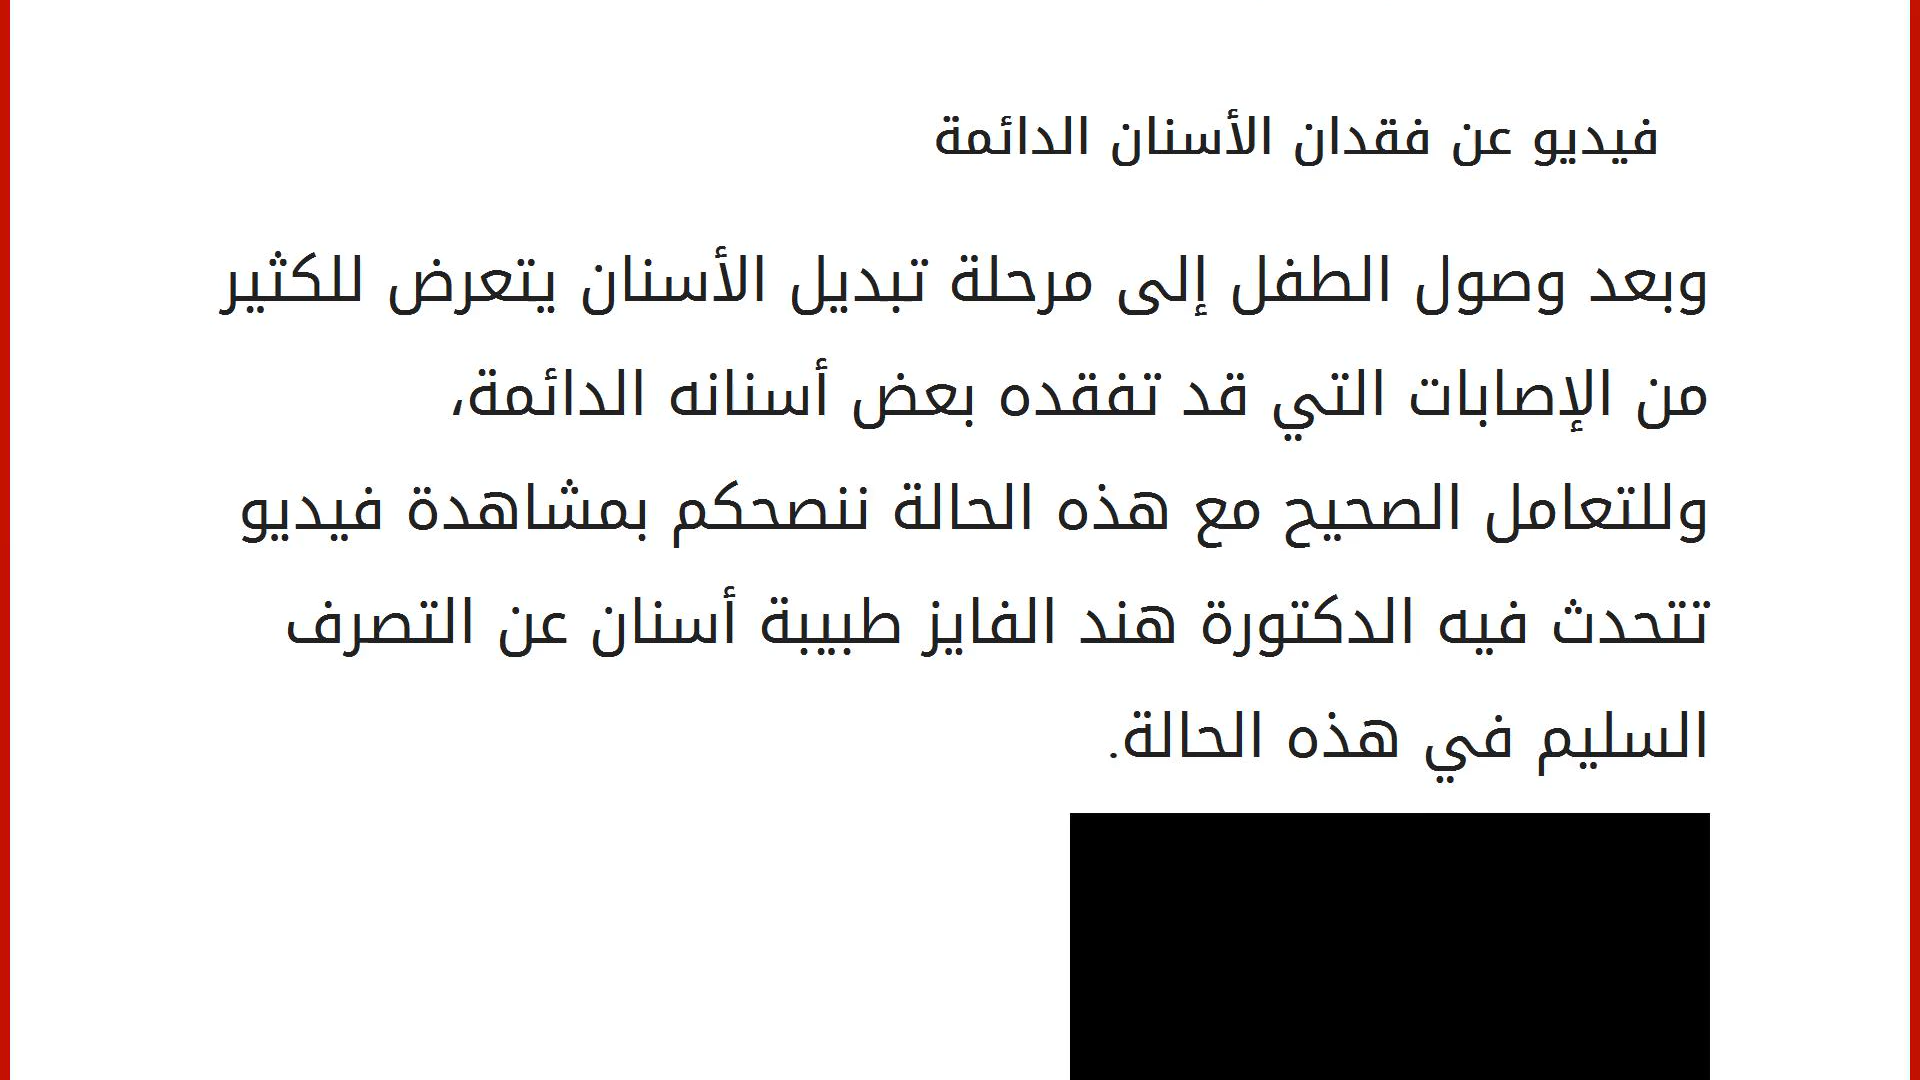 فيديو عن فقدان الأسنان الدائمة
وبعد وصول الطفل إلى مرحلة تبديل الأسنان يتعرض للكثير
من الإصابات التي قد تفقده بعض أسنانه الدائمة،
وللتعامل الصحيح مع هذه الحالة ننصحكم بمشاهدة فيديو
تتحدث فيه الدكتورة هند الفايز طبيبة أسنان عن التصرف
السليم في هذه الحالة.